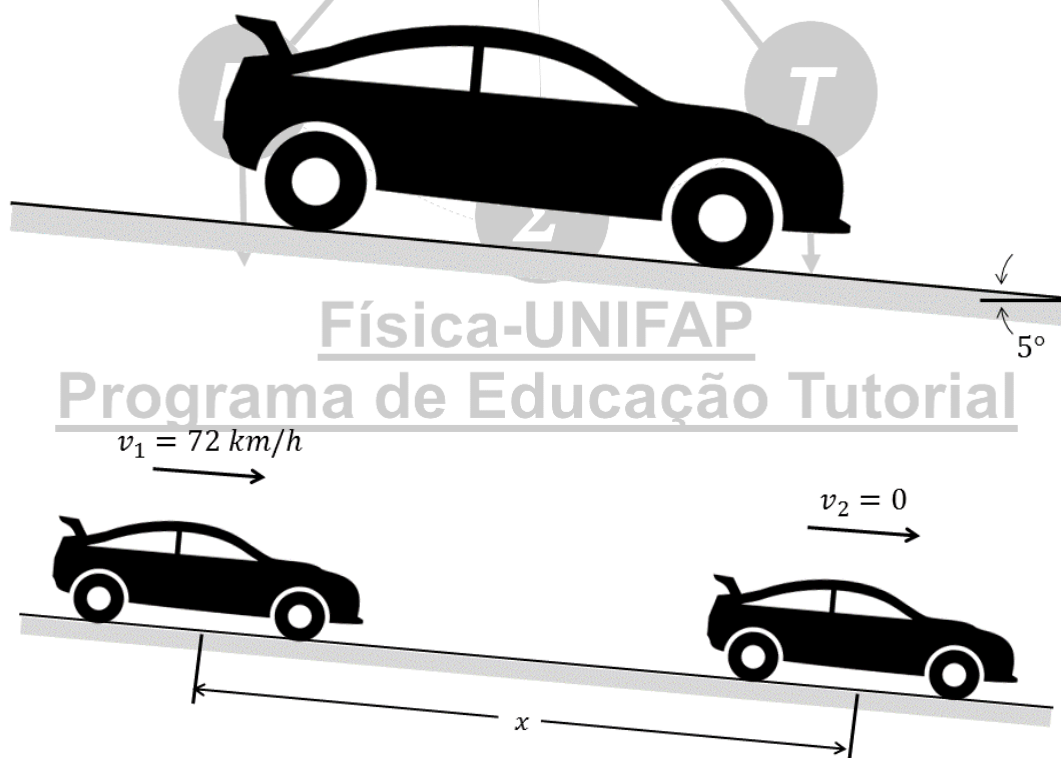 T
Σ
5°
Física-UNIFAP
Programa de Educação Tutorial
v₁ = 72 km/h
v₂ = 0
x